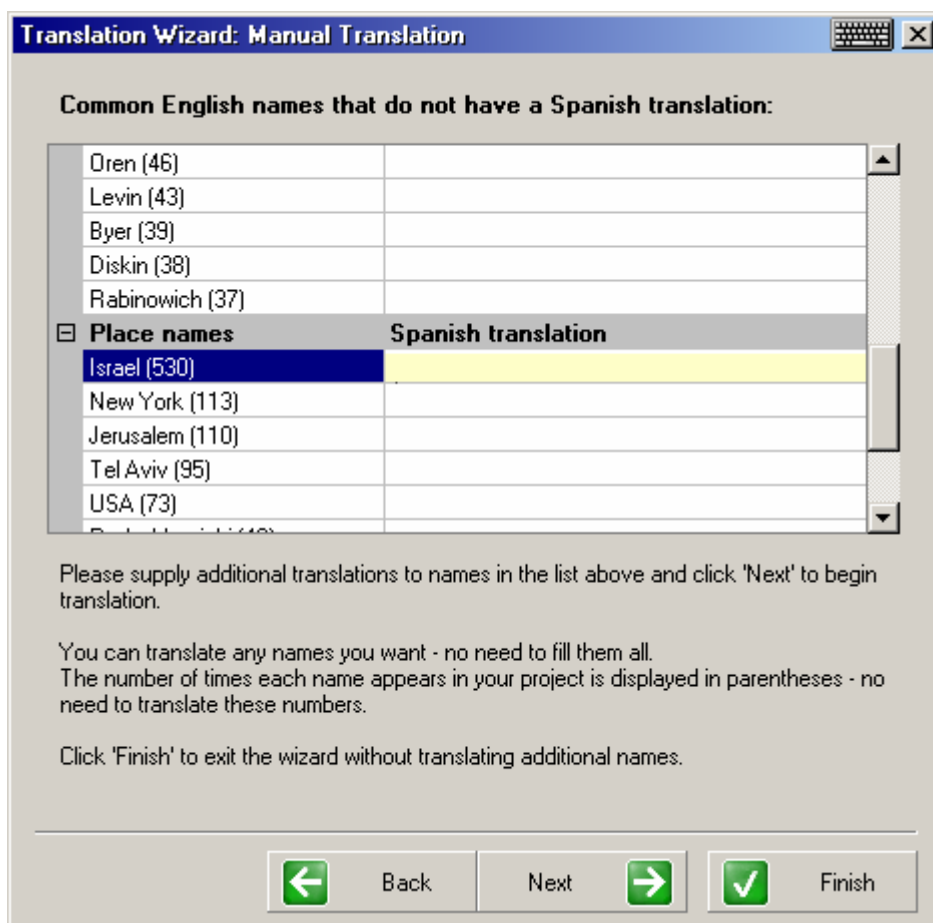 Translation Wizard: Manual Translation
Common English names that do not have a Spanish translation:
Oren (46)
Levin (43)
Byer (39)
Diskin (38)
Rabinowich (37)
Place names Spanish translation
Israel (530)
New York (113)
Jerusalem (110)
Tel Aviv (95)
USA (73)
Please supply additional translations to names in the list above and click 'Next' to begin
translation.
You can translate any names you want - no need to fill them all.
The number of times each name appears in your project is displayed in parentheses - no
need to translate these numbers.
Click 'Finish' to exit the wizard without translating additional names.
Back Next Finish